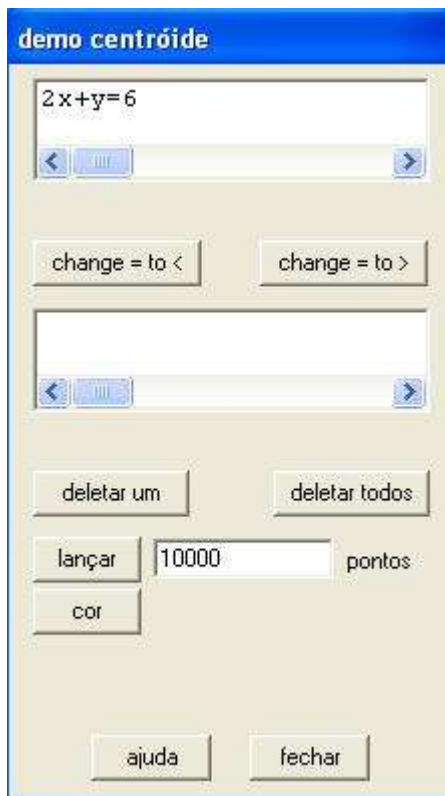 demo centróide
2x+y=6
change = to < change = to >
deletar um deletar todos
lançar 10000 pontos
cor
ajuda fechar